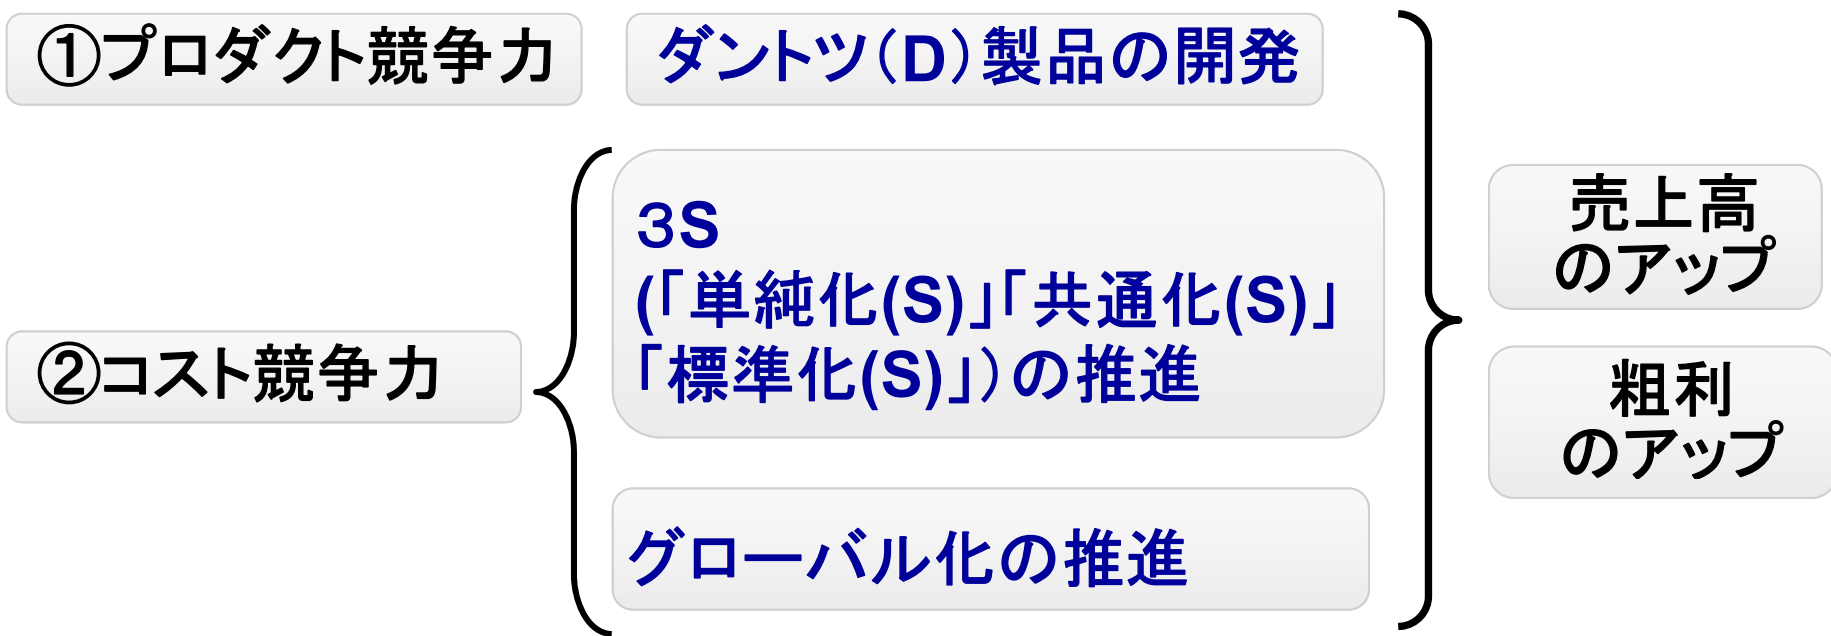 ①プロダクト競争力
ダントツ（D）製品の開発
３S
(「単純化(S)」「共通化(S)」
「標準化(S)」）の推進
②コスト競争力
グローバル化の推進
売上高
のアップ
粗利
のアップ